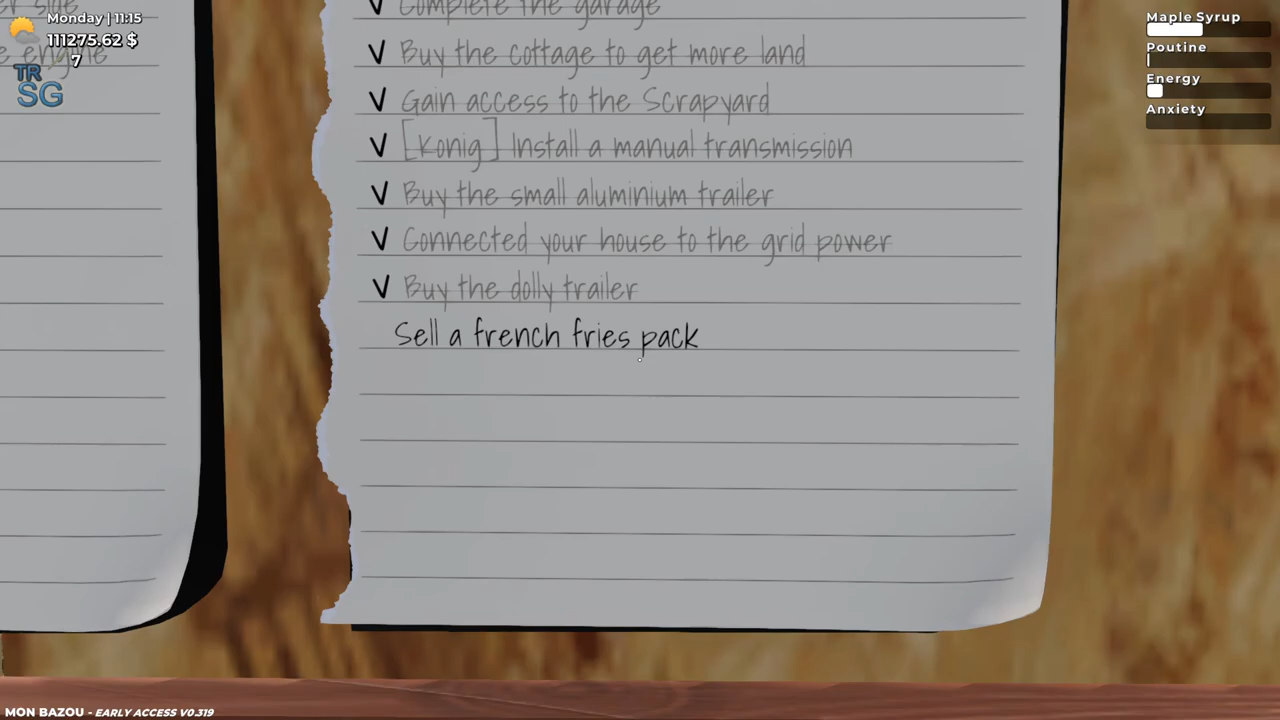 er side
Monday | 11:15
111275.62 $
e engine
7
TR
SG
Maple Syrup
Poutine
Energy
Anxiety
Complete the garage
V Buy the cottage to get more land
V Gain access to the Scrapyard
V [Konig] Install a manual transmission
V Buy the small aluminium trailer
V Connected your house to the grid power
V Buy the dolly trailer
Sell a french fries pack
MON BAZOU - EARLY ACCESS V0.319